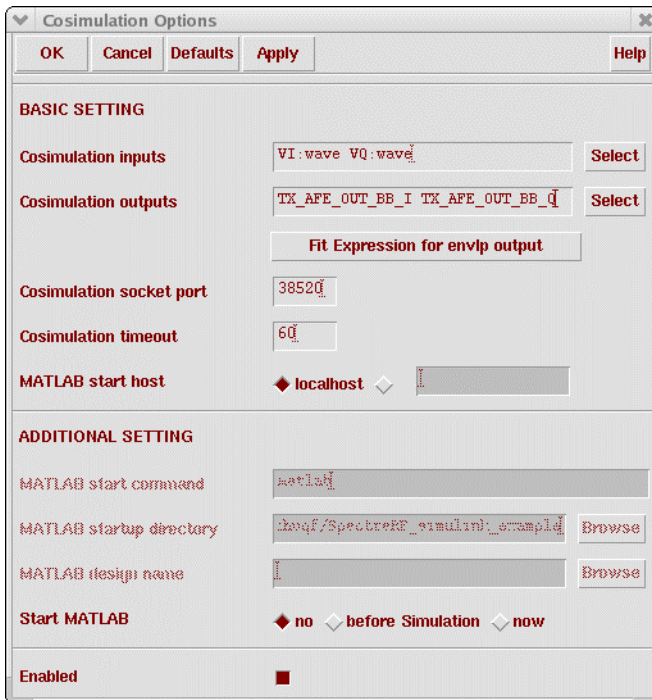 Cosimulation Options
OK Cancel Defaults Apply Help
BASIC SETTING
Cosimulation inputs VI:wave VQ:wave Select
Cosimulation outputs TX_AFE_OUT_BB_I TX_AFE_OUT_BB_Q Select
Fit Expression for envlp output
Cosimulation socket port 38520
Cosimulation timeout 60
MATLAB start host localhost
ADDITIONAL SETTING
MATLAB start command matlab
MATLAB startup directory /SpectreRF_simulink_example Browse
MATLAB design name Browse
Start MATLAB no before Simulation now
Enabled